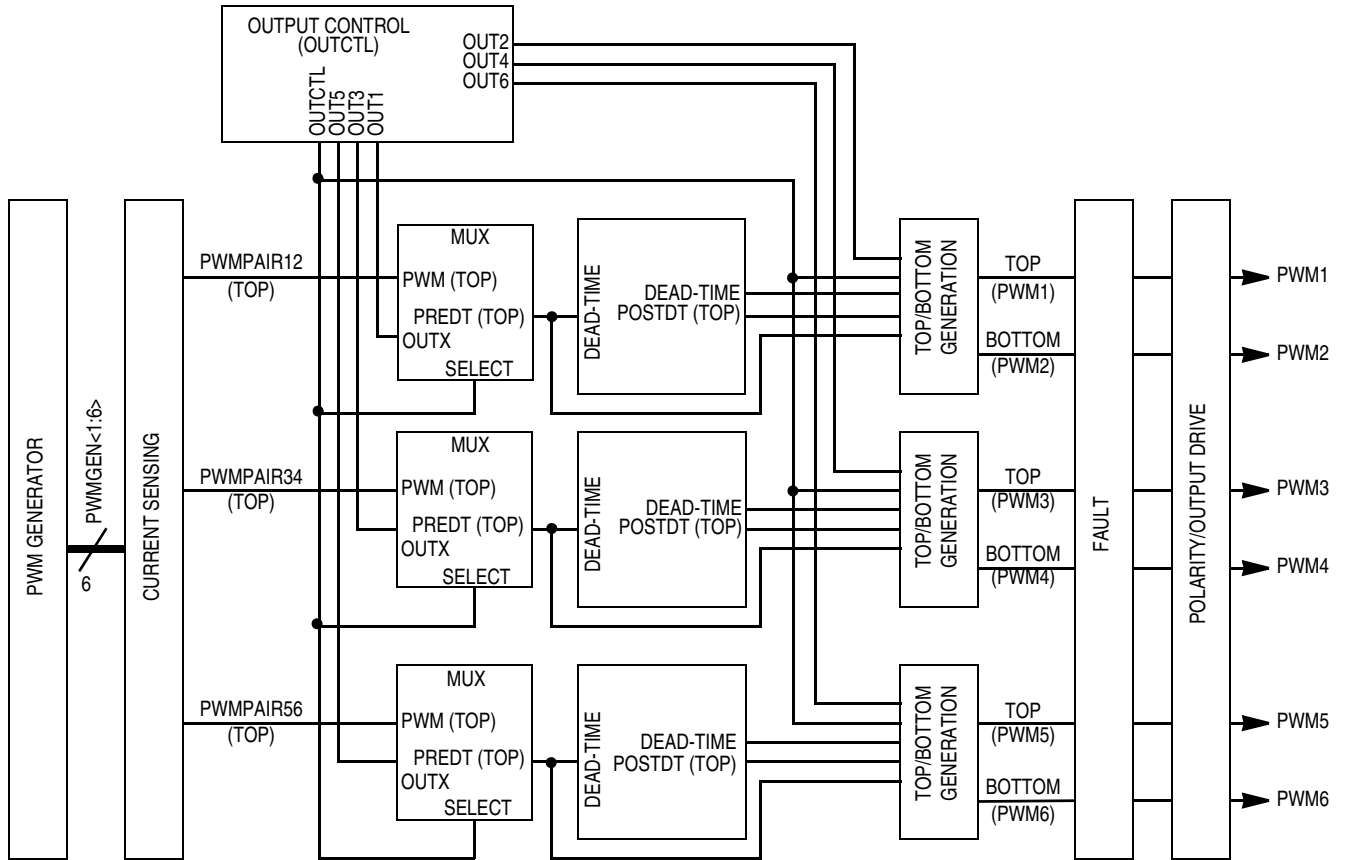 OUTPUT CONTROL
(OUTCTL)
OUT2
OUT4
OUT6
OUTCTL
OUT5
OUT3
OUT1
PWM GENERATOR
PWMGEN<1:6>
6
CURRENT SENSING
PWMPAIR12
(TOP)
MUX
PWM (TOP)
PREDT (TOP)
OUTX
SELECT
DEAD-TIME
DEAD-TIME
POSTDT (TOP)
TOP/BOTTOM
GENERATION
TOP
(PWM1)
BOTTOM
(PWM2)
PWMPAIR34
(TOP)
MUX
PWM (TOP)
PREDT (TOP)
OUTX
SELECT
DEAD-TIME
DEAD-TIME
POSTDT (TOP)
TOP/BOTTOM
GENERATION
TOP
(PWM3)
BOTTOM
(PWM4)
PWMPAIR56
(TOP)
MUX
PWM (TOP)
PREDT (TOP)
OUTX
SELECT
DEAD-TIME
DEAD-TIME
POSTDT (TOP)
TOP/BOTTOM
GENERATION
TOP
(PWM5)
BOTTOM
(PWM6)
FAULT
POLARITY/OUTPUT DRIVE
PWM1
PWM2
PWM3
PWM4
PWM5
PWM6